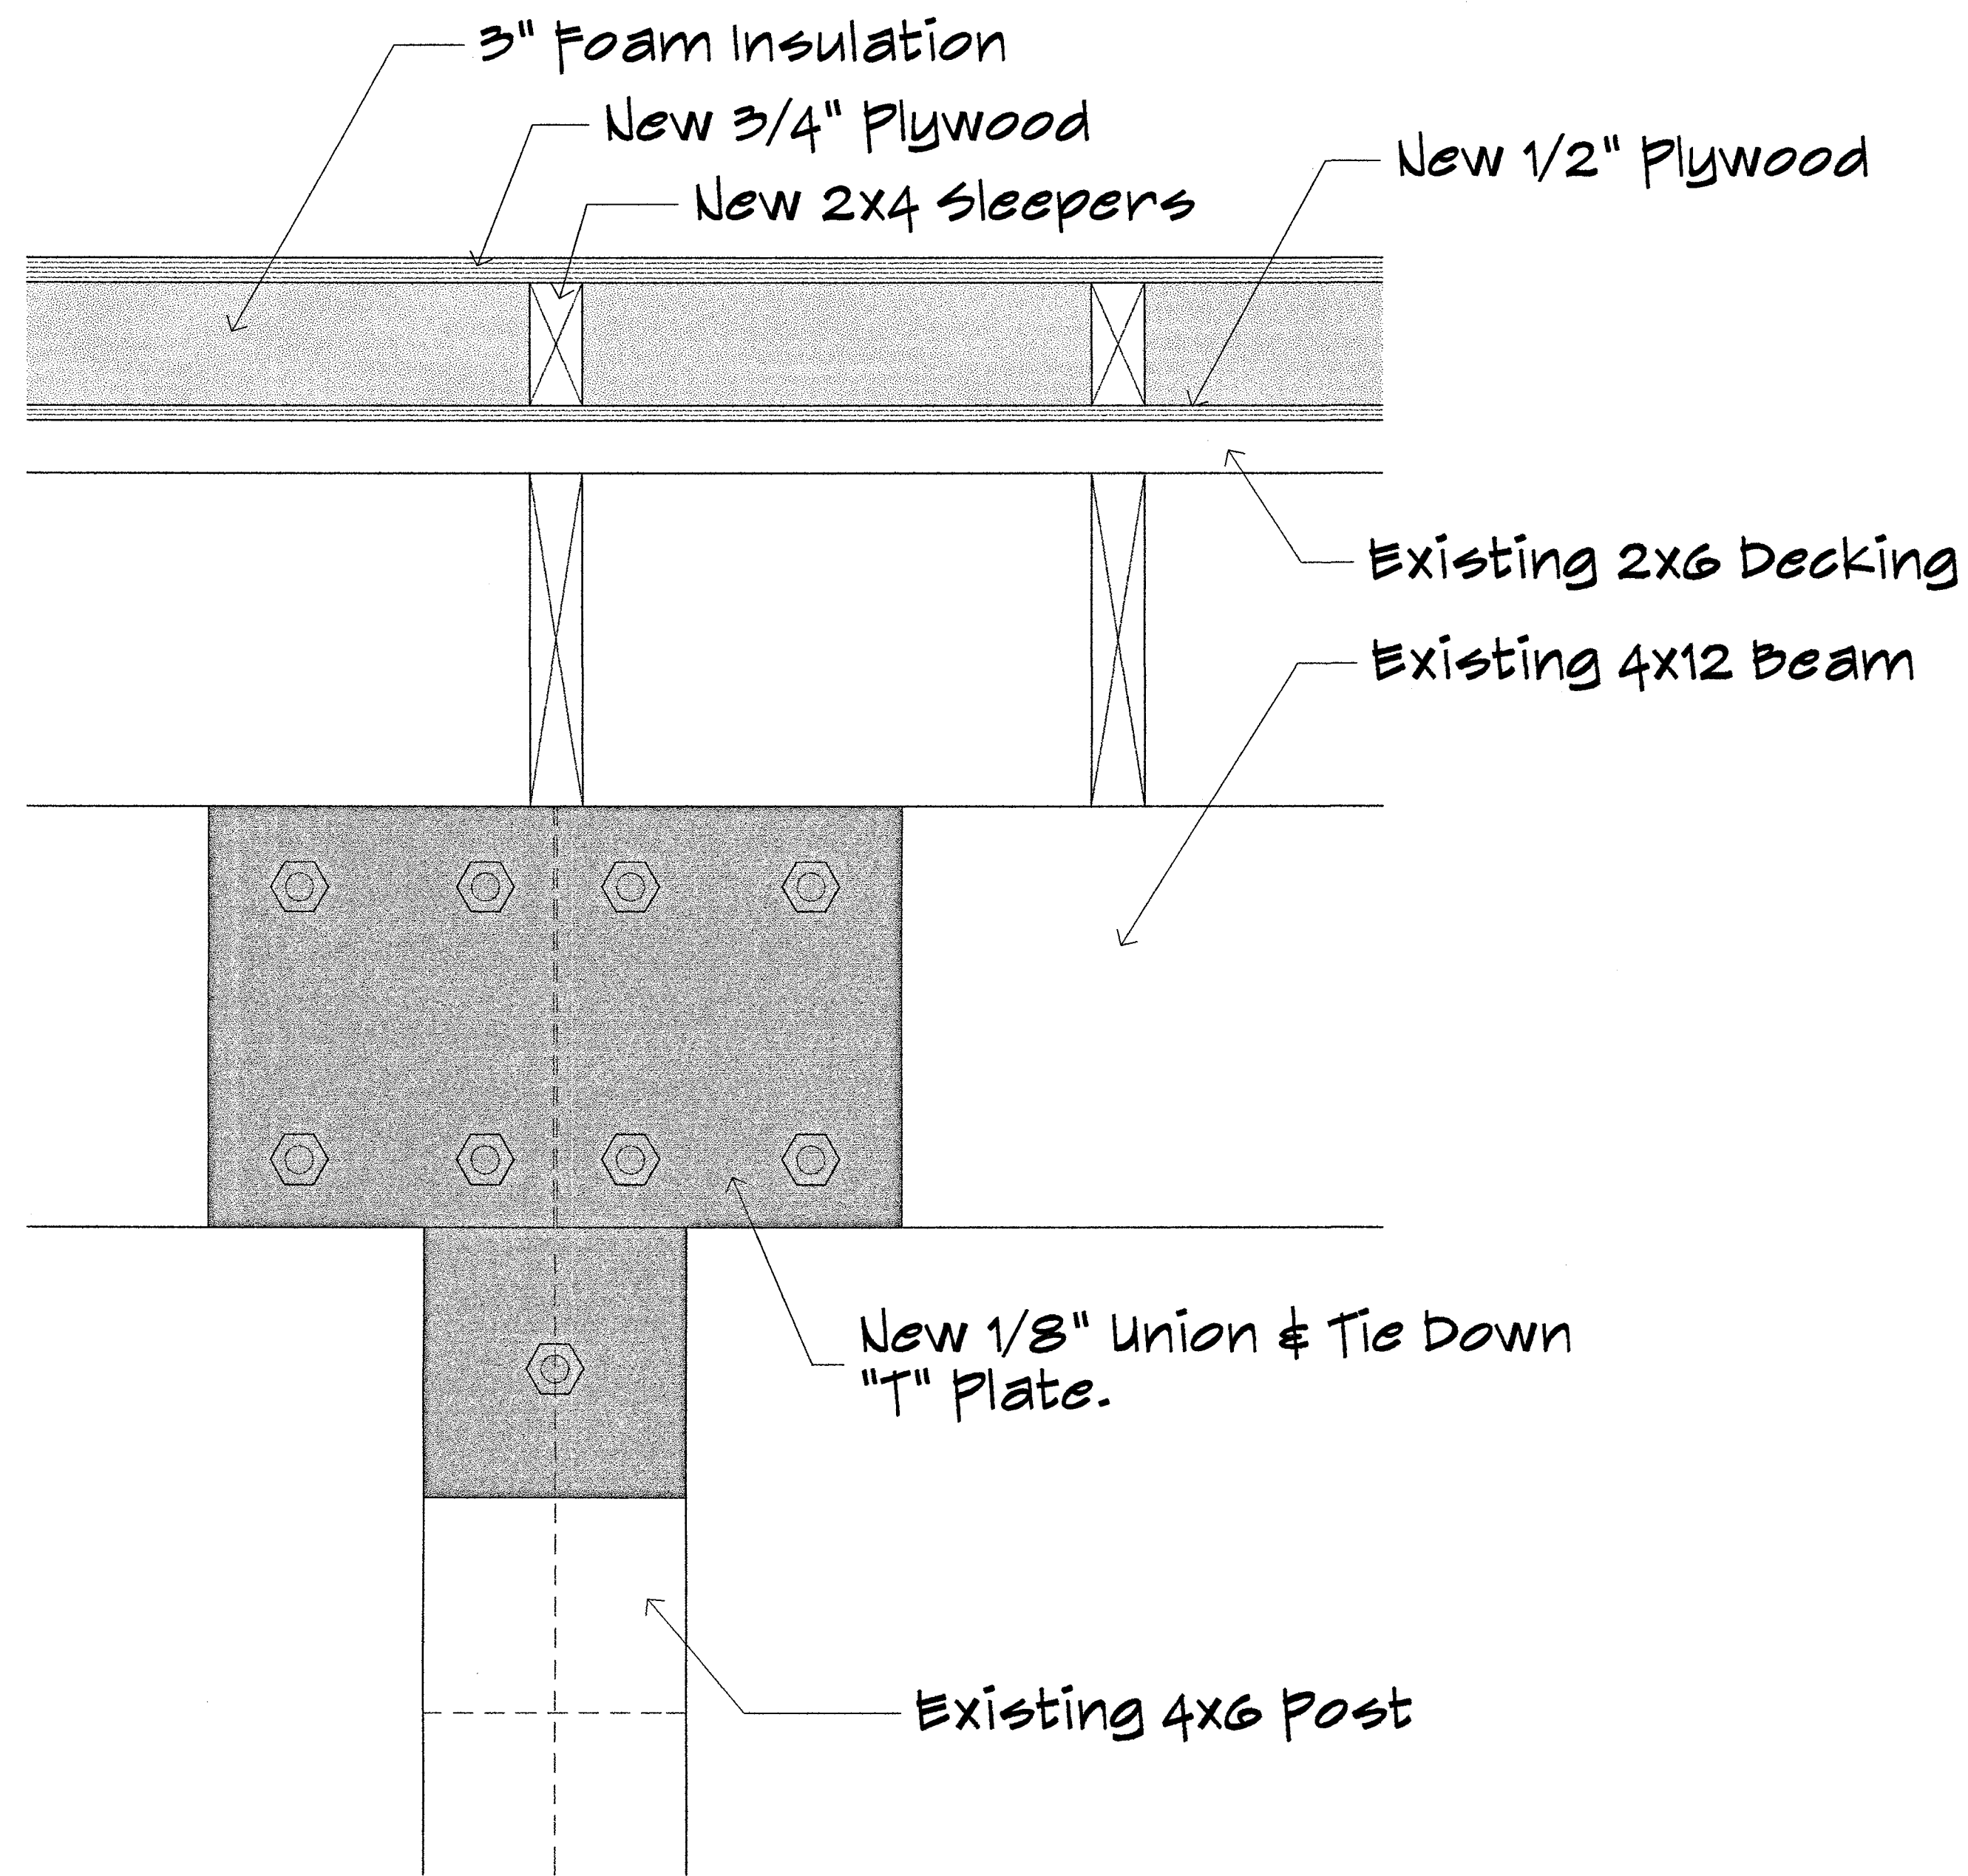 3" Foam Insulation
New 3/4" Plywood
New 1/2" Plywood
New 2x4 Sleepers
Existing 2x6 Decking
Existing 4x12 Beam
New 1/8" Union & Tie Down
"T" Plate.
Existing 4x6 Post